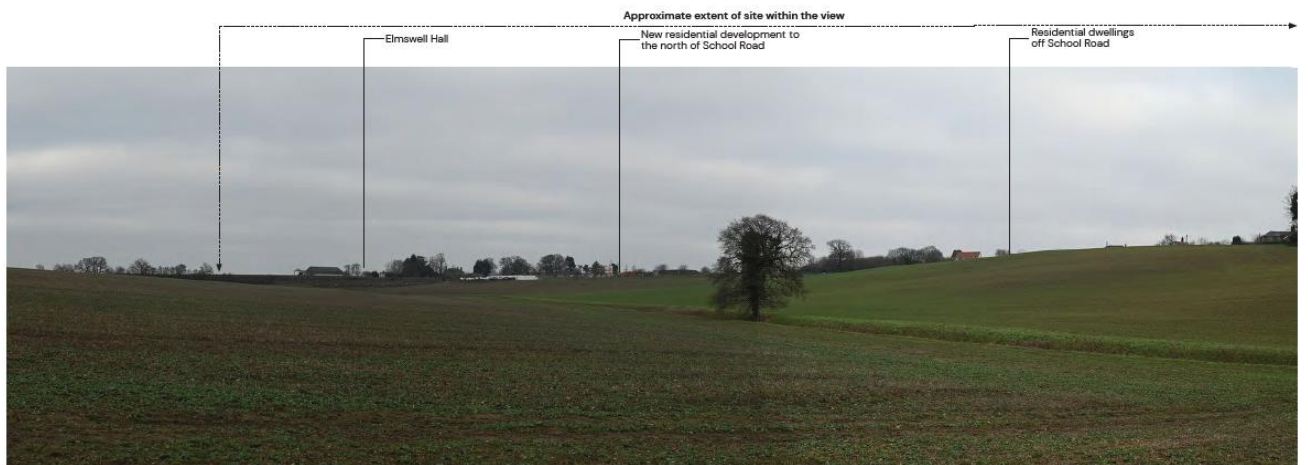 Approximate extent of site within the view
Elmswell Hall
New residential development to
the north of School Road
Residential dwellings
off School Road